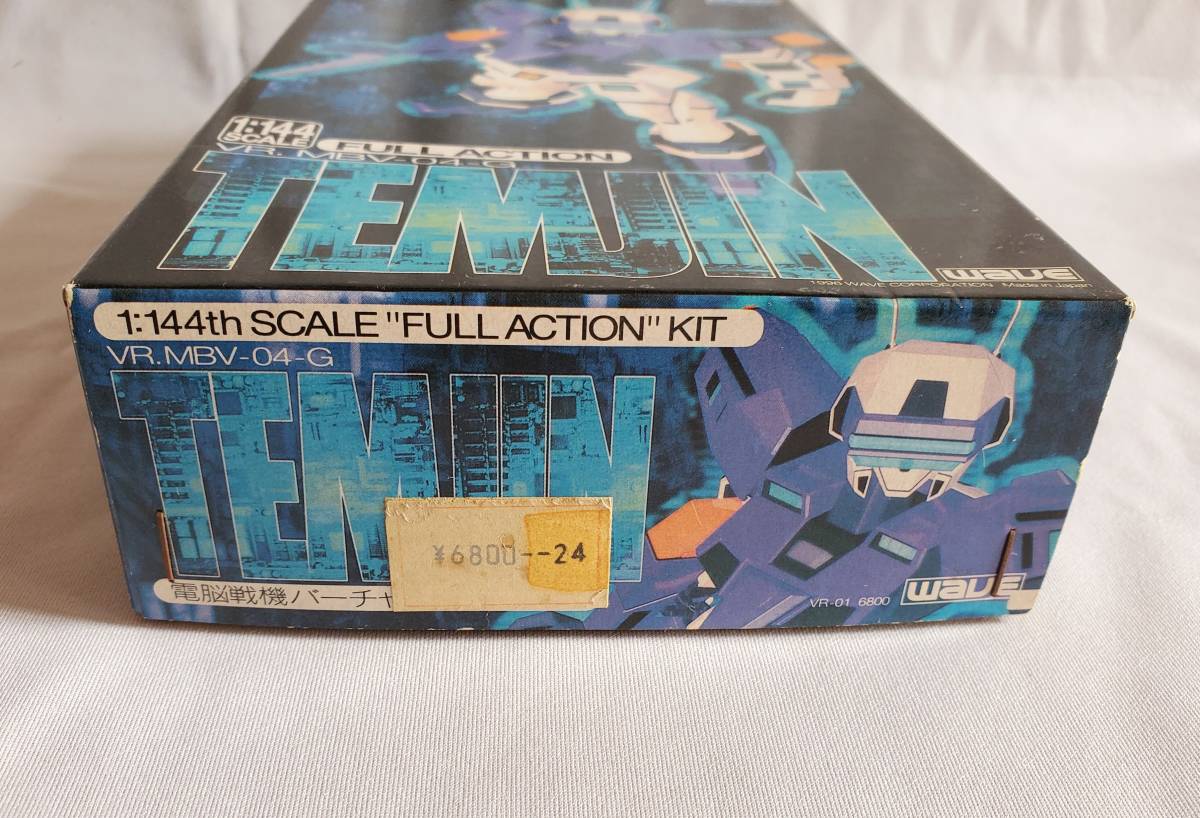 1:144
SCALE
FULL ACTION
VR. MBV-04-G
TEMJIN
wave
1996 WAVE CORPORATION Made in Japan
1:144th SCALE "FULL ACTION" KIT
VR.MBV-04-G
TEMJIN
¥6800--24
電脳戦機バーチャ
VR-01 6800
wave